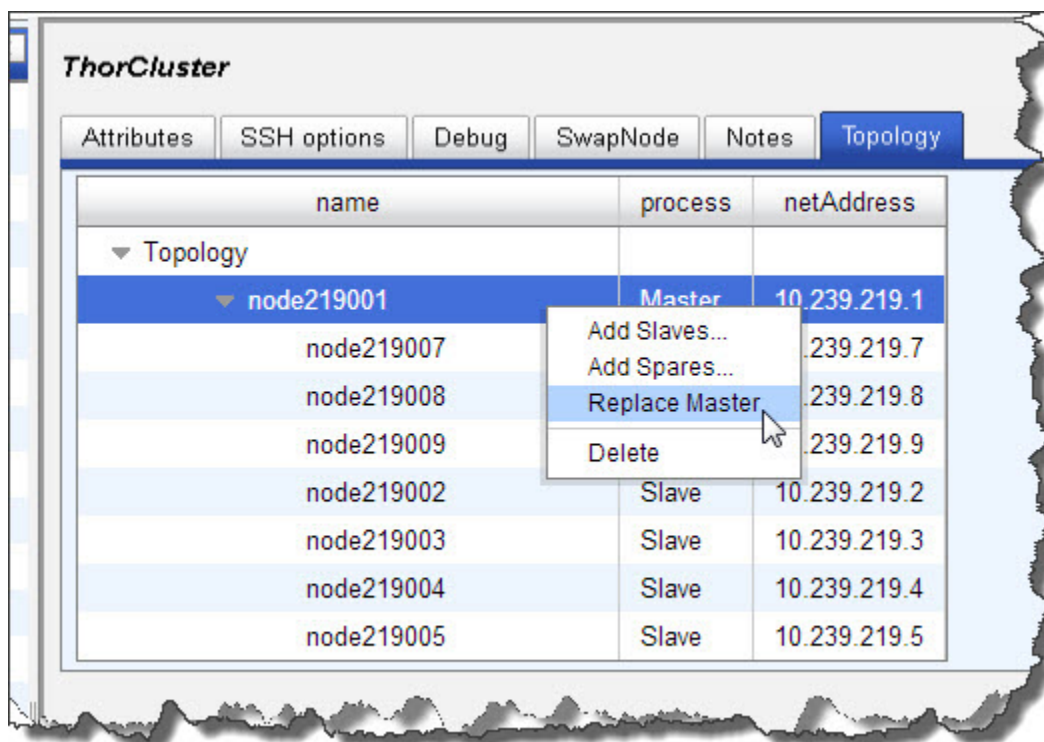 ThorCluster
Attributes SSH options Debug SwapNode Notes Topology
name process netAddress
Topology
node219001 Master 10.239.219.1
Add Slaves...
node219007 .239.219.7
Add Spares...
node219008 .239.219.8
Replace Master
node219009 .239.219.9
Delete
node219002 Slave 10.239.219.2
node219003 Slave 10.239.219.3
node219004 Slave 10.239.219.4
node219005 Slave 10.239.219.5